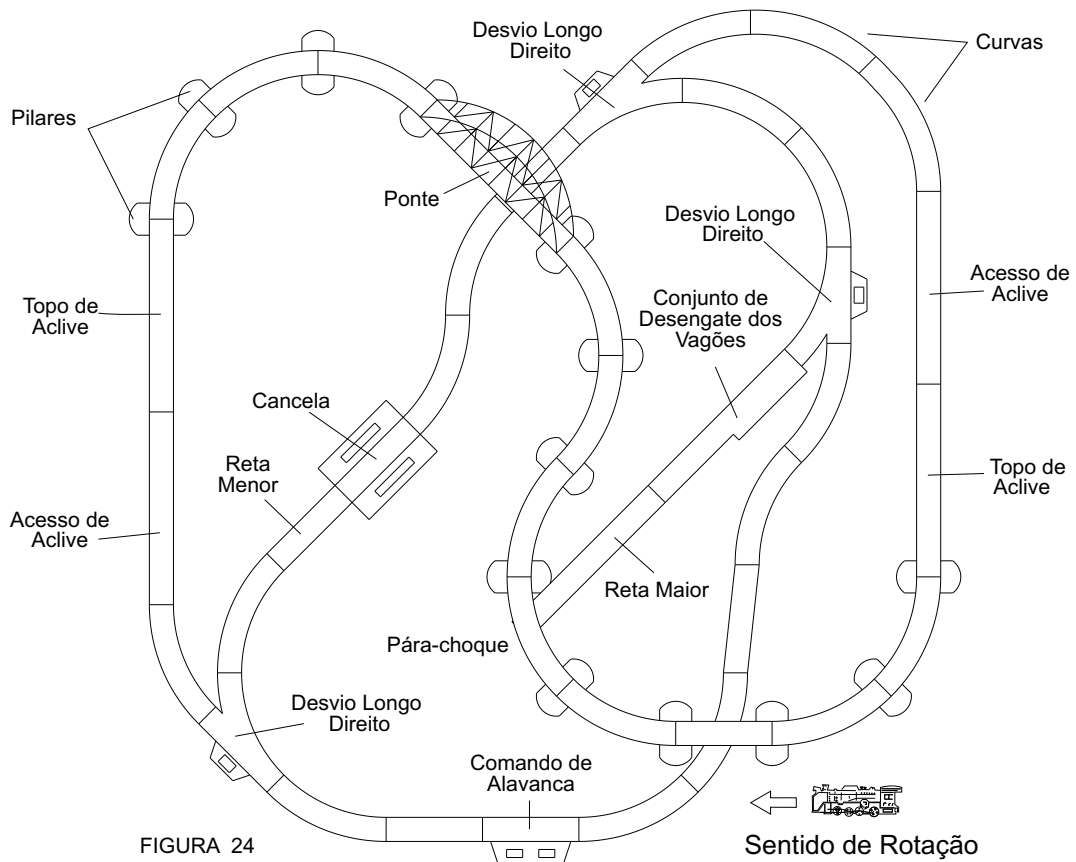 Desvio Longo
Direito
Curvas
Pilares
Ponte
Desvio Longo
Direito
Topo de
Aclive
Conjunto de
Desengate dos
Vagões
Acesso de
Aclive
Cancela
Reta
Menor
Acesso de
Aclive
Topo de
Aclive
Reta Maior
Pára-choque
Desvio Longo
Direito
Comando de
Alavanca
FIGURA 24
Sentido de Rotação